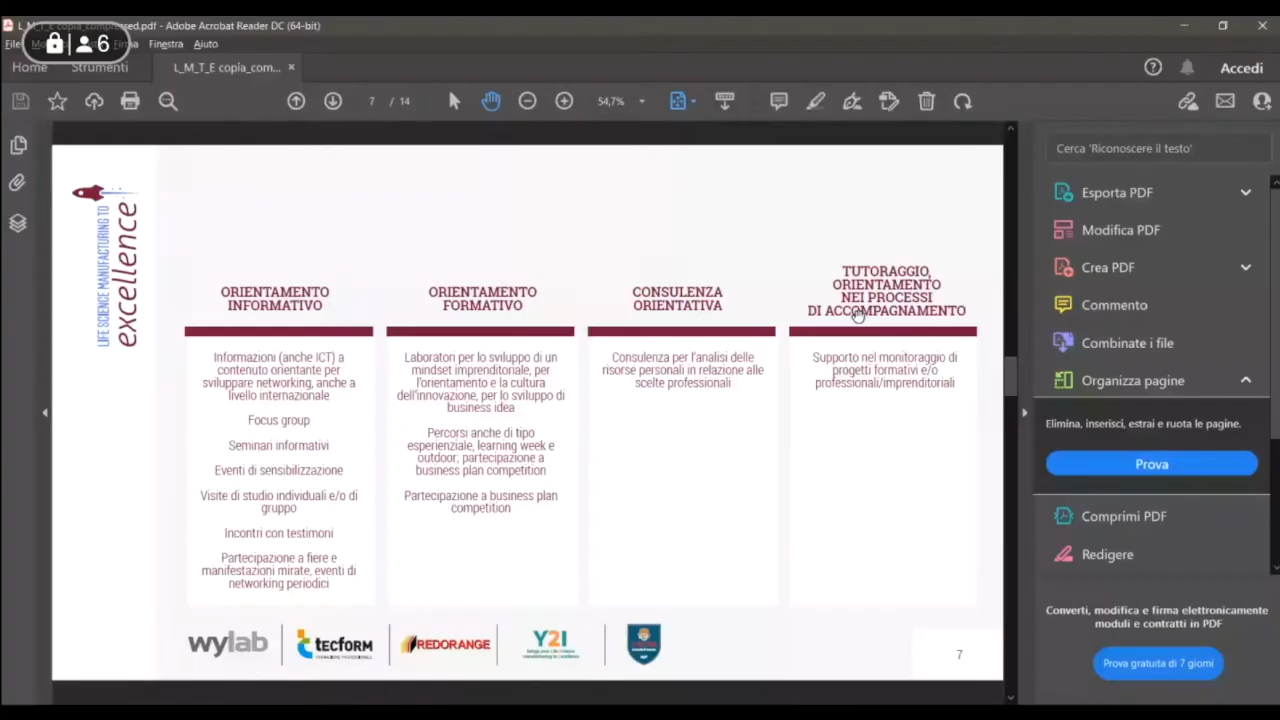 L_M_T_E copia_compressed.pdf - Adobe Acrobat Reader DC (64-bit)
File Firma Finestra Aiuto
6
Home Strumenti L_M_T_E copia_com... ×
Accedi
7 / 14
54,7%
LIFE SCIENCE MANUFACTURING TO
excellence
ORIENTAMENTO
INFORMATIVO
Informazioni (anche ICT) a
contenuto orientante per
sviluppare networking, anche a
livello internazionale
Focus group
Seminari informativi
Eventi di sensibilizzazione
Visite di studio individuali e/o di
gruppo
Incontri con testimoni
Partecipazione a fiere e
manifestazioni mirate, eventi di
networking periodici
ORIENTAMENTO
FORMATIVO
Laboratori per lo sviluppo di un
mindset imprenditoriale, per
l'orientamento e la cultura
dell'innovazione, per lo sviluppo di
business idea
Percorsi anche di tipo
esperienziale, learning week e
outdoor; partecipazione a
business plan competition
Partecipazione a business plan
competition
CONSULENZA
ORIENTATIVA
Consulenza per l'analisi delle
risorse personali in relazione alle
scelte professionali
TUTORAGGIO,
ORIENTAMENTO
NEI PROCESSI
DI ACCOMPAGNAMENTO
Supporto nel monitoraggio di
progetti formativi e/o
professionali/imprenditoriali
wylab
tecform
REDORANGE
Y2I
7
Cerca 'Riconoscere il testo'
Esporta PDF
Modifica PDF
Crea PDF
Commento
Combinate i file
Organizza pagine
Elimina, inserisci, estrai e ruota le pagine.
Prova
Comprimi PDF
Redigere
Converti, modifica e firma elettronicamente
moduli e contratti in PDF
Prova gratuita di 7 giorni